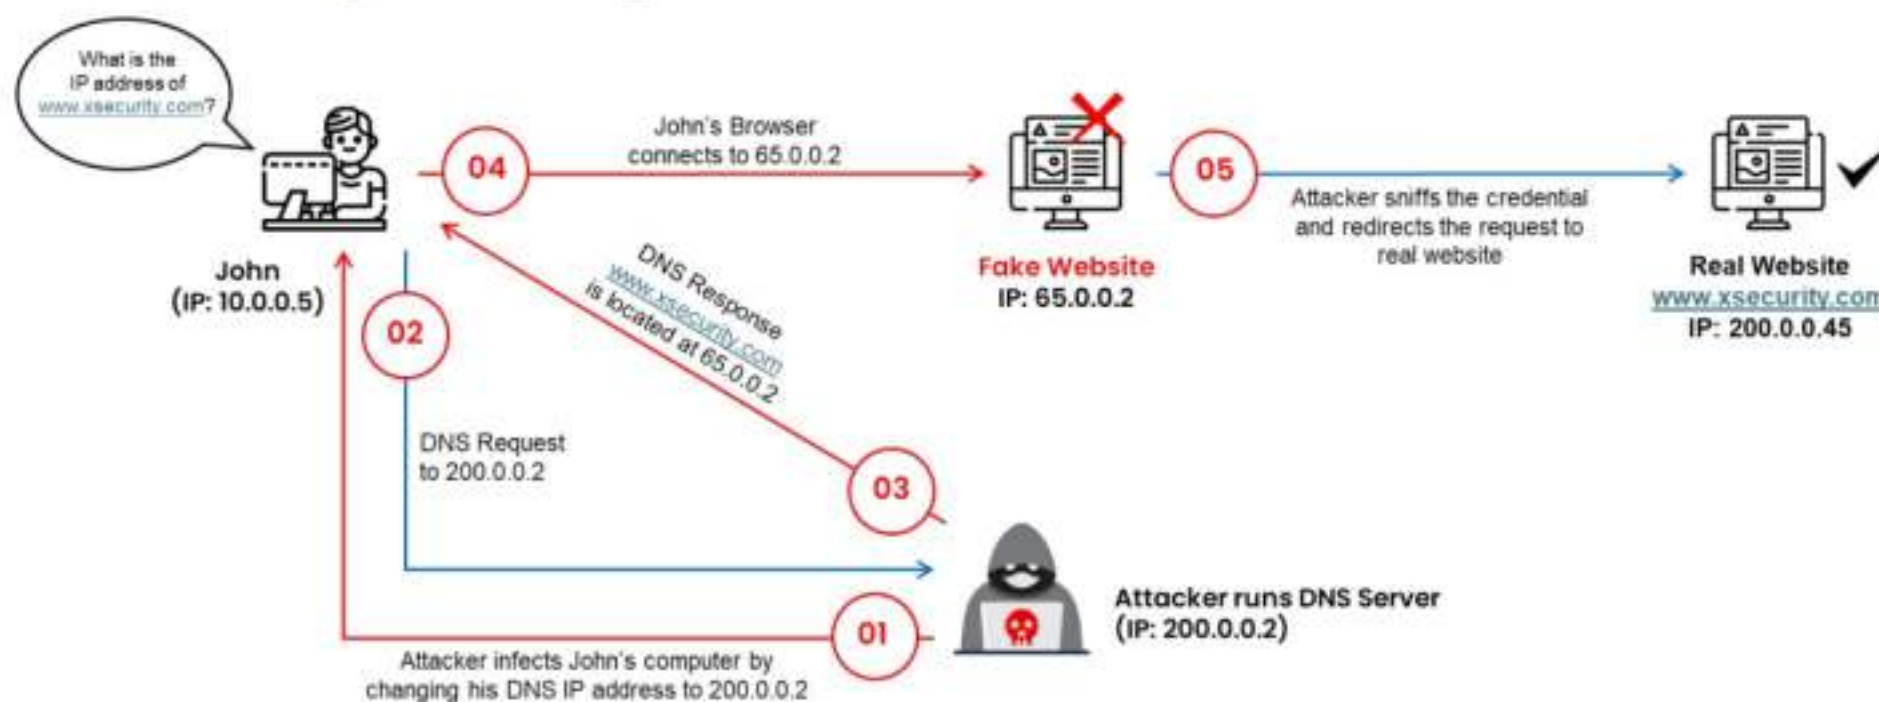 What is the
IP address of
www.xsecurity.com?
04
John's Browser
connects to 65.0.0.2
05
Attacker sniffs the credential
and redirects the request to
real website
John
(IP: 10.0.0.5)
Fake Website
IP: 65.0.0.2
Real Website
www.xsecurity.com
IP: 200.0.0.45
02
DNS Request
to 200.0.0.2
DNS Response
www.xsecurity.com
is located at 65.0.0.2
03
Attacker runs DNS Server
(IP: 200.0.0.2)
01
Attacker infects John's computer by
changing his DNS IP address to 200.0.0.2